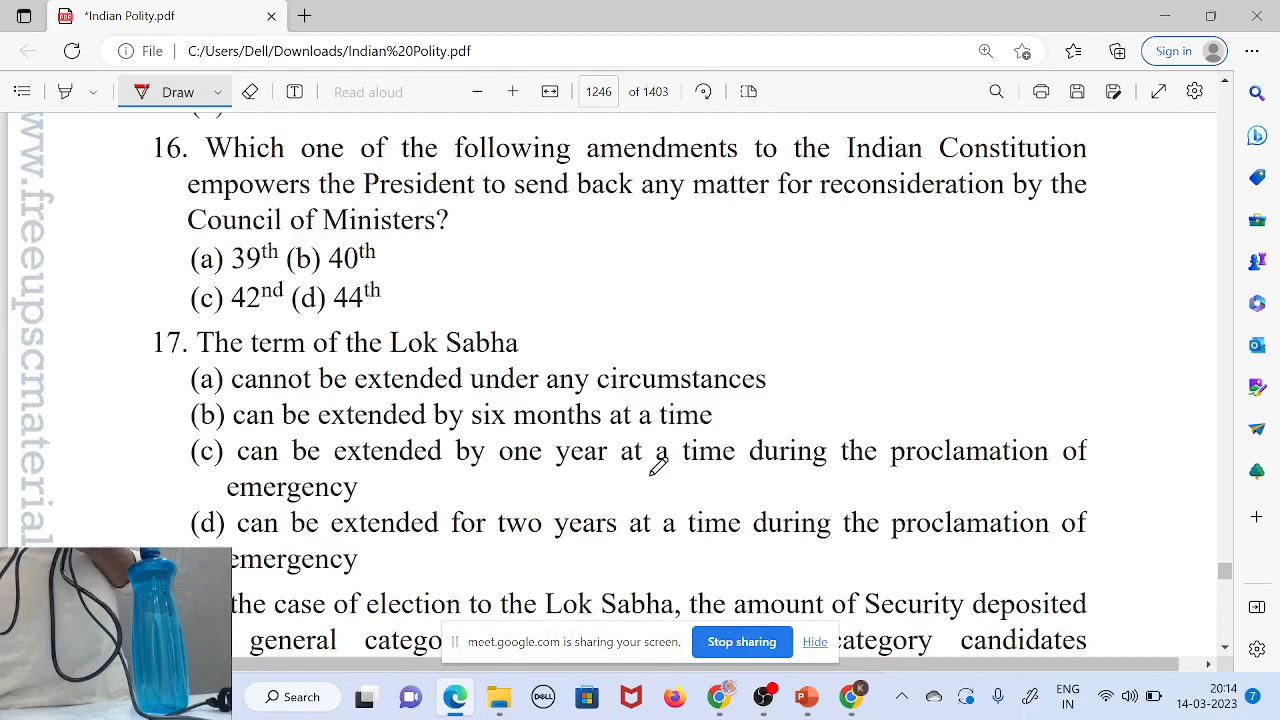 *Indian Polity.pdf
File
C:/Users/Dell/Downloads/Indian%20Polity.pdf
Sign in
Draw
Read aloud
1246 of 1403
www.freeupscmaterial
16. Which one of the following amendments to the Indian Constitution
empowers the President to send back any matter for reconsideration by the
Council of Ministers?
(a) 39th (b) 40th
(c) 42nd (d) 44th
17. The term of the Lok Sabha
(a) cannot be extended under any circumstances
(b) can be extended by six months at a time
(c) can be extended by one year at a time during the proclamation of
emergency
(d) can be extended for two years at a time during the proclamation of
emergency
the case of election to the Lok Sabha, the amount of Security deposited
general category candidates
meet.google.com is sharing your screen.
Stop sharing
Hide
Search
DELL
ENG
IN
20:14
14-03-2023
7